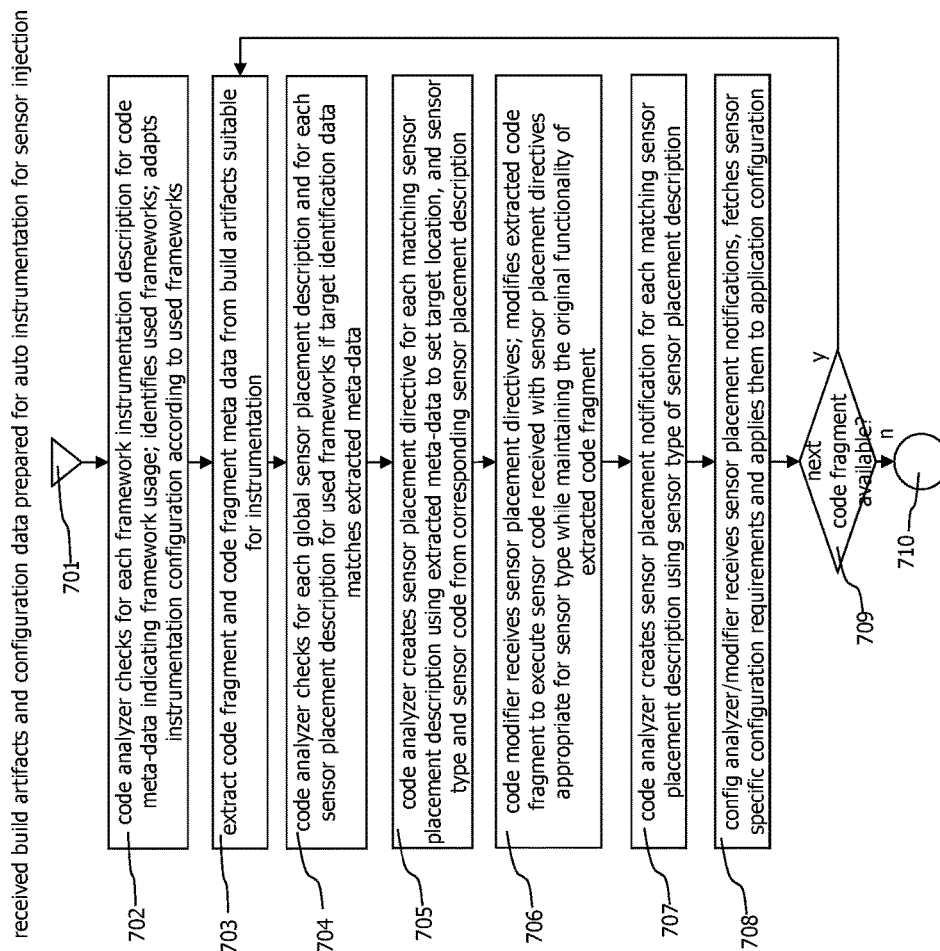 received build artifacts and configuration data prepared for auto instrumentation for sensor injection
701
702
code analyzer checks for each framework instrumentation description for code
meta-data indicating framework usage; identifies used frameworks; adapts
instrumentation configuration according to used frameworks
703
extract code fragment and code fragment meta data from build artifacts suitable
for instrumentation
704
code analyzer checks for each global sensor placement description and for each
sensor placement description for used frameworks if target identification data
matches extracted meta-data
705
code analyzer creates sensor placement directive for each matching sensor
placement description using extracted meta-data to set target location, and sensor
type and sensor code from corresponding sensor placement description
706
code modifier receives sensor placement directives; modifies extracted code
fragment to execute sensor code received with sensor placement directives
appropriate for sensor type while maintaining the original functionality of
extracted code fragment
707
code analyzer creates sensor placement notification for each matching sensor
placement description using sensor type of sensor placement description
708
config analyzer/modifier receives sensor placement notifications, fetches sensor
specific configuration requirements and applies them to application configuration
709
next
code fragment
available?
y
n
710